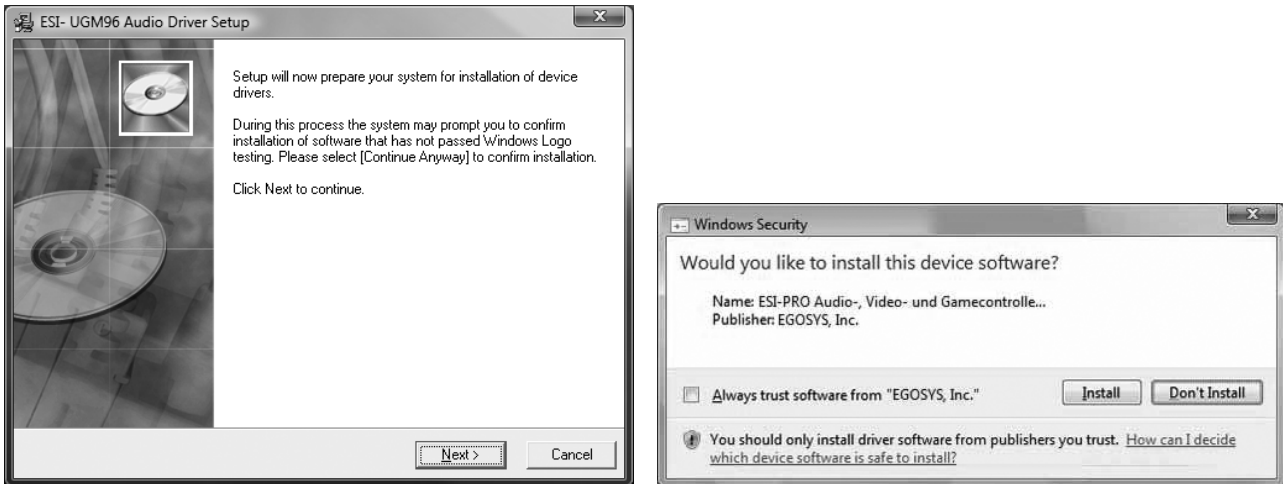 ESI- UGM96 Audio Driver Setup
Setup will now prepare your system for installation of device
drivers.
During this process the system may prompt you to confirm
installation of software that has not passed Windows Logo
testing. Please select [Continue Anyway] to confirm installation.
Click Next to continue.
Next >
Cancel
Windows Security
Would you like to install this device software?
Name: ESI-PRO Audio-, Video- und Gamecontrolle...
Publisher: EGOSYS, Inc.
Always trust software from "EGOSYS, Inc."
Install
Don't Install
You should only install driver software from publishers you trust. How can I decide
which device software is safe to install?